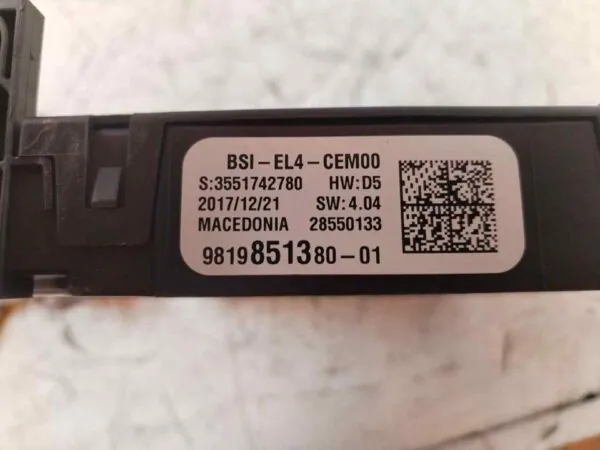 BSI-EL4-CEM00
S:3551742780 HW:D5
2017/12/21 SW:4.04
MACEDONIA 28550133
9819851380-01